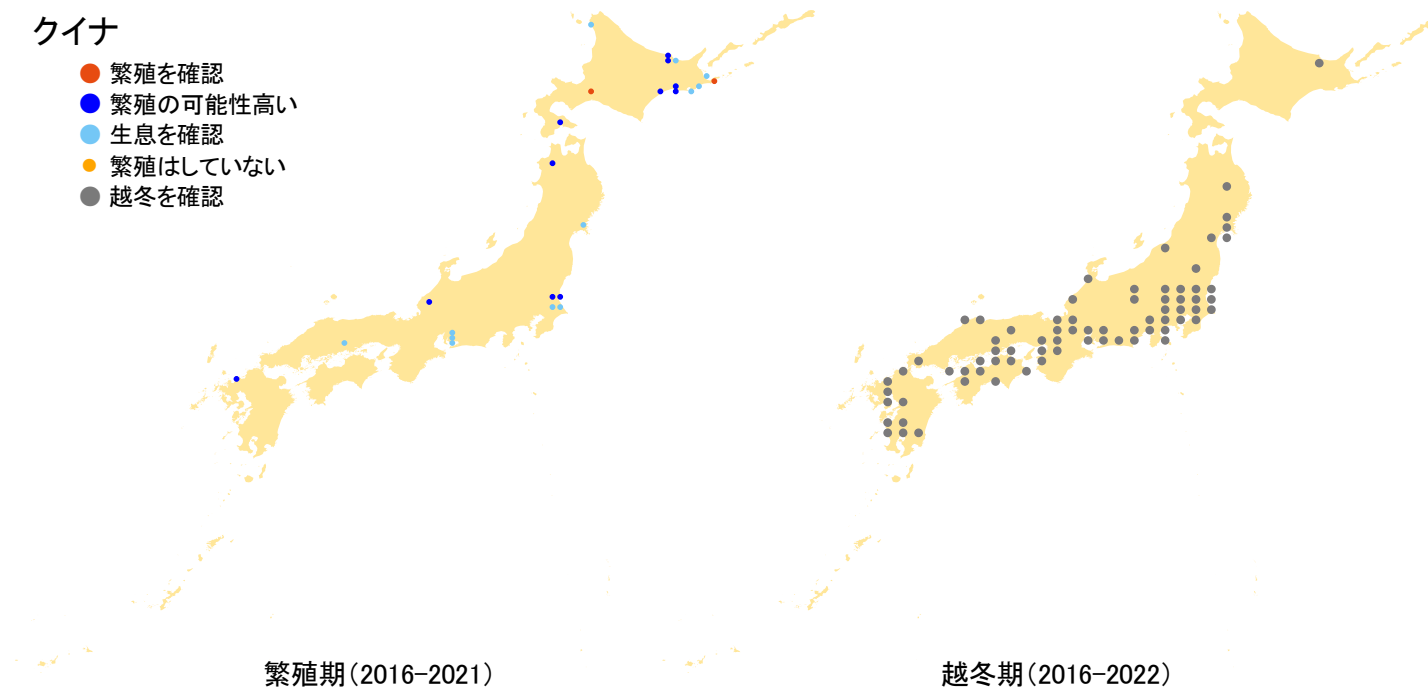 クイナ
繁殖を確認
繁殖の可能性高い
生息を確認
繁殖はしていない
越冬を確認
繁殖期（2016-2021）
越冬期（2016-2022）